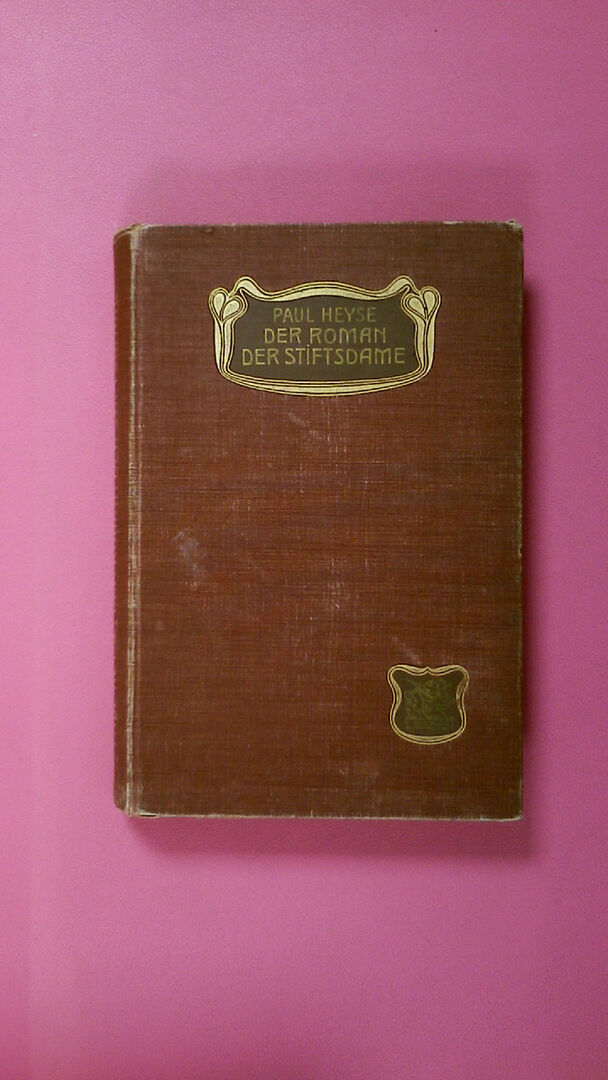 PAUL HEYSE
DER ROMAN
DER STIFTSDAME